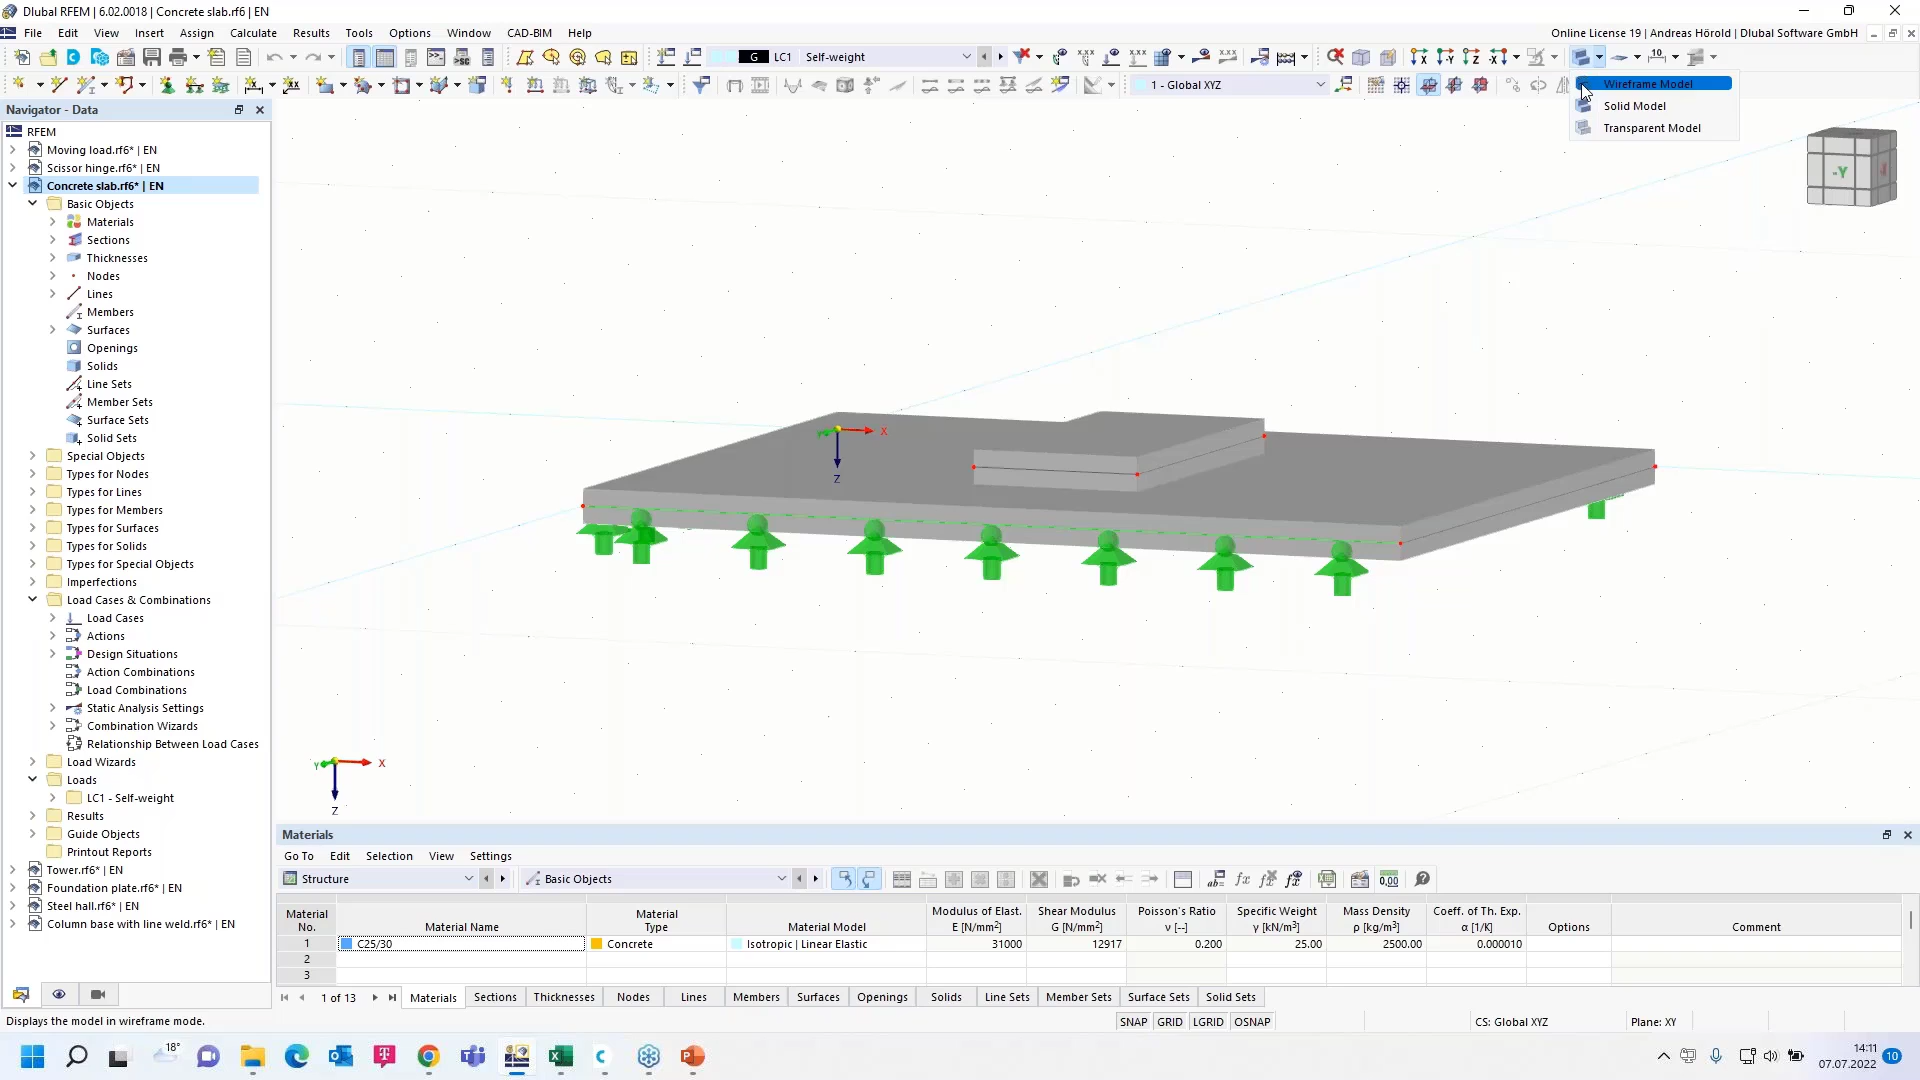 Dlubal RFEM | 6.02.0018 | Concrete slab.rf6 | EN
File Edit View Insert Assign Calculate Results Tools Options Window CAD-BIM Help
Online License 19 | Andreas Hörold | Dlubal Software GmbH
G LC1 Self-weight
1 - Global XYZ
Wireframe Model
Solid Model
Transparent Model
Navigator - Data
RFEM
Moving load.rf6* | EN
Scissor hinge.rf6* | EN
Concrete slab.rf6* | EN
Basic Objects
Materials
Sections
Thicknesses
Nodes
Lines
Members
Surfaces
Openings
Solids
Line Sets
Member Sets
Surface Sets
Solid Sets
Special Objects
Types for Nodes
Types for Lines
Types for Members
Types for Surfaces
Types for Solids
Types for Special Objects
Imperfections
Load Cases & Combinations
Load Cases
Actions
Design Situations
Action Combinations
Load Combinations
Static Analysis Settings
Combination Wizards
Relationship Between Load Cases
Load Wizards
Loads
LC1 - Self-weight
Results
Guide Objects
Printout Reports
Tower.rf6* | EN
Foundation plate.rf6* | EN
Steel hall.rf6* | EN
Column base with line weld.rf6* | EN
-Y
X
Z
Y X
Z
Materials
Go To Edit Selection View Settings
Structure Basic Objects
Material No. Material Name Material Type Material Model Modulus of Elast. E [N/mm²] Shear Modulus G [N/mm²] Poisson's Ratio ν [--] Specific Weight γ [kN/m³] Mass Density ρ [kg/m³] Coeff. of Th. Exp. α [1/K] Options Comment
1 C25/30 Concrete Isotropic | Linear Elastic 31000 12917 0.200 25.00 2500.00 0.000010
2
3
1 of 13 Materials Sections Thicknesses Nodes Lines Members Surfaces Openings Solids Line Sets Member Sets Surface Sets Solid Sets
Displays the model in wireframe mode. SNAP GRID LGRID OSNAP CS: Global XYZ Plane: XY
18°
14:11
07.07.2022
10